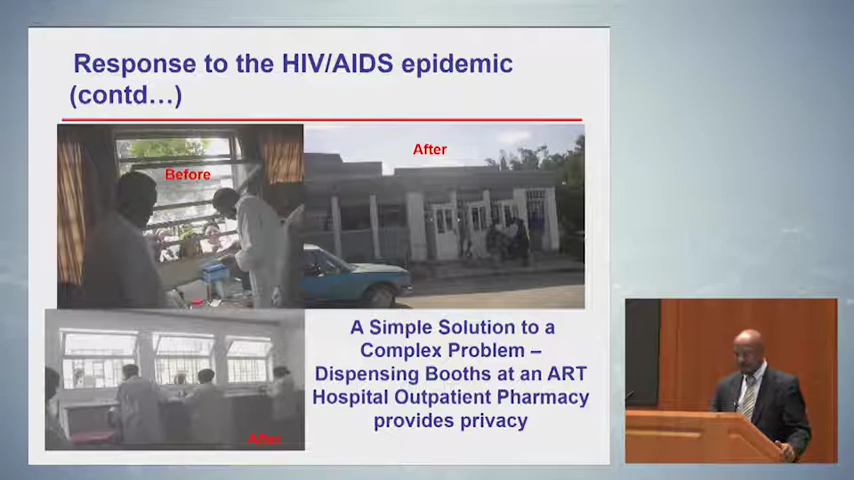 Response to the HIV/AIDS epidemic
(contd…)
Before
After
After
A Simple Solution to a
Complex Problem –
Dispensing Booths at an ART
Hospital Outpatient Pharmacy
provides privacy